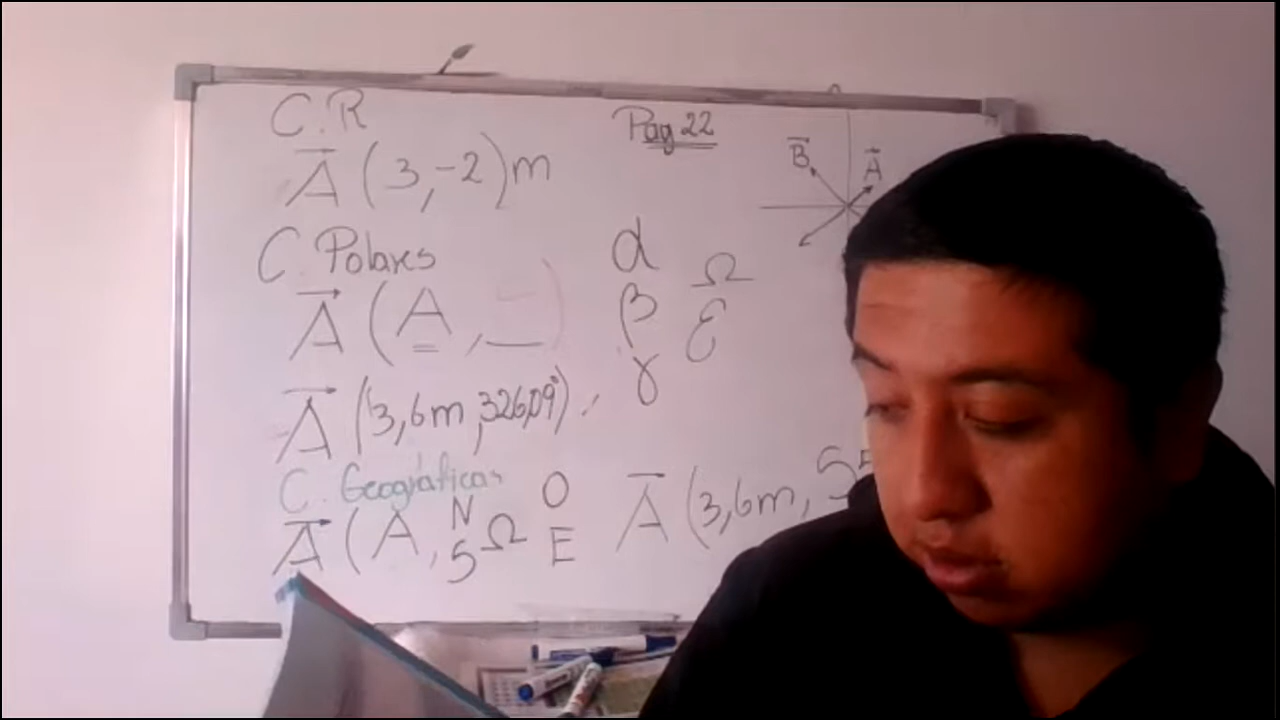 C.R
A (3,-2)m
Pag 22
B
A
C. Polares
A (A, )
α
β
γ
Ω
ε
A (3,6m, 326,09°)
C. Geográficas
A (A, N
S Ω O
E
A (3,6m, S